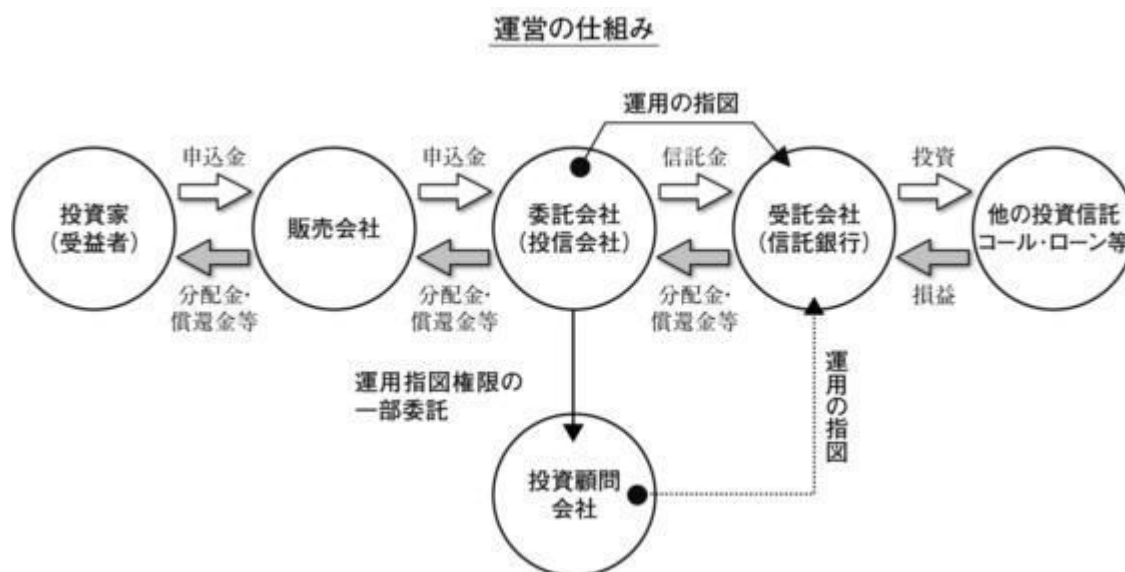 運営の仕組み
運用の指図
申込金
申込金
信託金
投資
投資家
(受益者)
販売会社
委託会社
(投信会社)
受託会社
(信託銀行)
他の投資信託
コール・ローン等
分配金・
償還金等
分配金・
償還金等
分配金・
償還金等
損益
運用指図権限の
一部委託
運用の指図
投資顧問
会社